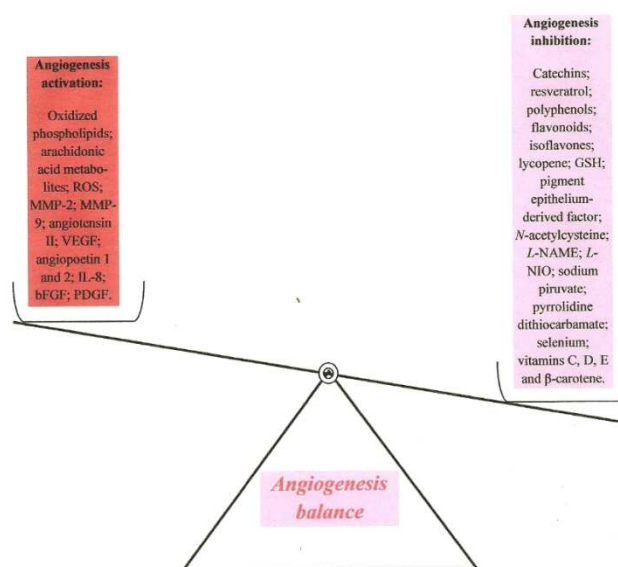 Angiogenesis
activation:
Oxidized
phospholipids;
arachidonic
acid metabo-
lites; ROS;
MMP-2; MMP-
9; angiotensin
II; VEGF;
angiopoetin 1
and 2; IL-8;
bFGF; PDGF.
Angiogenesis
inhibition:
Catechins;
resveratrol;
polyphenols;
flavonoids;
isoflavones;
lycopene; GSH;
pigment
epithelium-
derived factor;
N-acetylcysteine;
L-NAME; L-
NIO; sodium
piruvate;
pyrrolidine
dithiocarbamate;
selenium;
vitamins C, D, E
and β-carotene.
Angiogenesis
balance